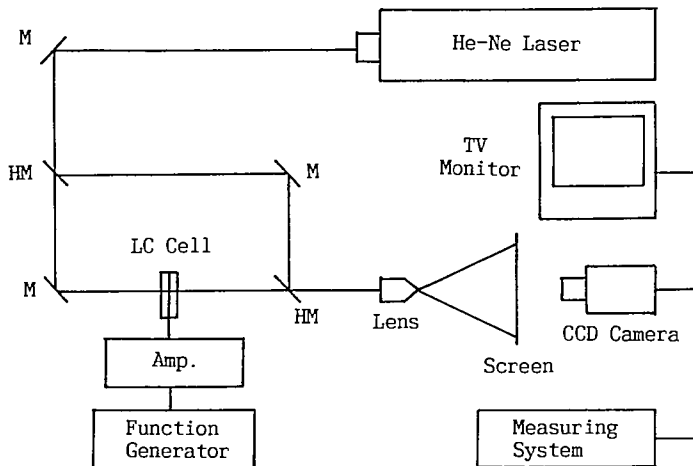 M
He-Ne Laser
TV
Monitor
HM
M
LC Cell
M
HM
Lens
CCD Camera
Screen
Amp.
Function
Generator
Measuring
System